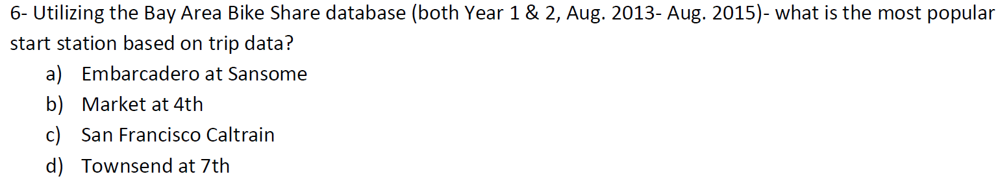 6- Utilizing the Bay Area Bike Share database (both Year 1 & 2, Aug. 2013- Aug. 2015)- what is the most popular
start station based on trip data?
a) Embarcadero at Sansome
b) Market at 4th
c) San Francisco Caltrain
d) Townsend at 7th